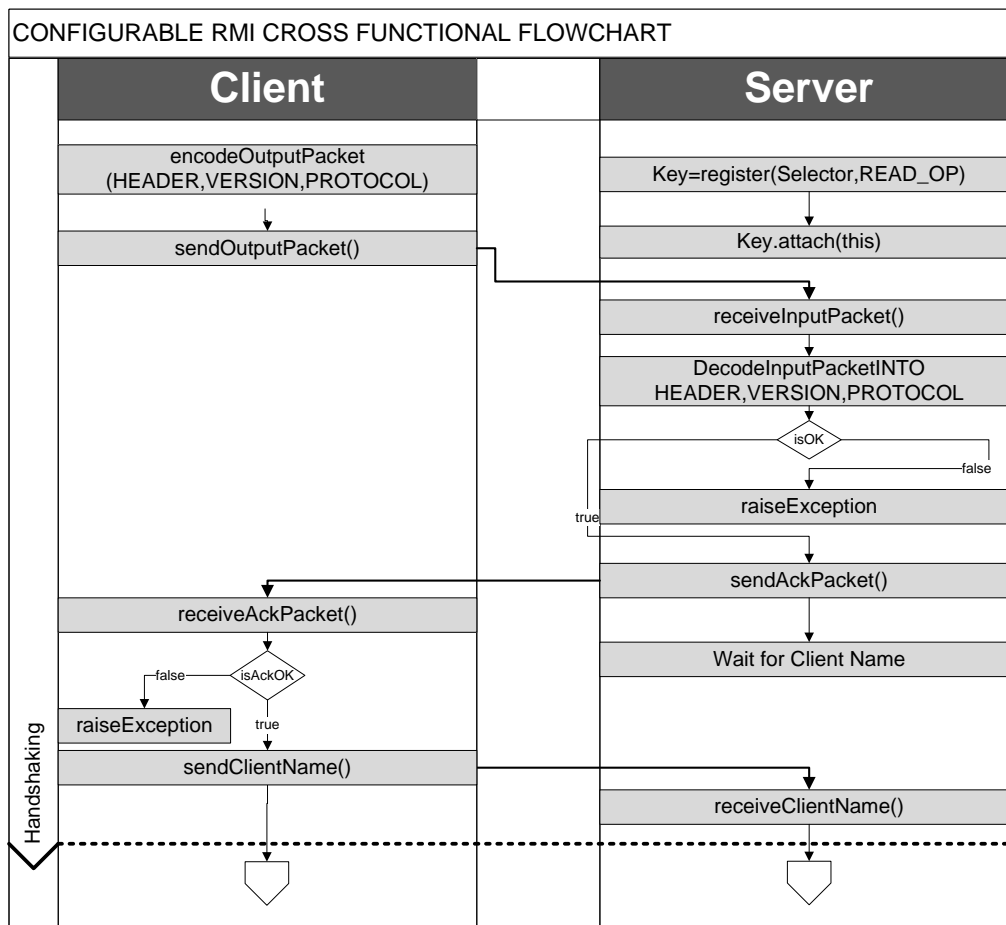 CONFIGURABLE RMI CROSS FUNCTIONAL FLOWCHART
Client
Server
encodeOutputPacket
(HEADER,VERSION,PROTOCOL)
Key=register(Selector,READ_OP)
sendOutputPacket()
Key.attach(this)
receiveInputPacket()
DecodeInputPacketINTO
HEADER,VERSION,PROTOCOL
isOK
false
raiseException
true
sendAckPacket()
receiveAckPacket()
Wait for Client Name
isAckOK
false
raiseException
true
sendClientName()
receiveClientName()
Handshaking